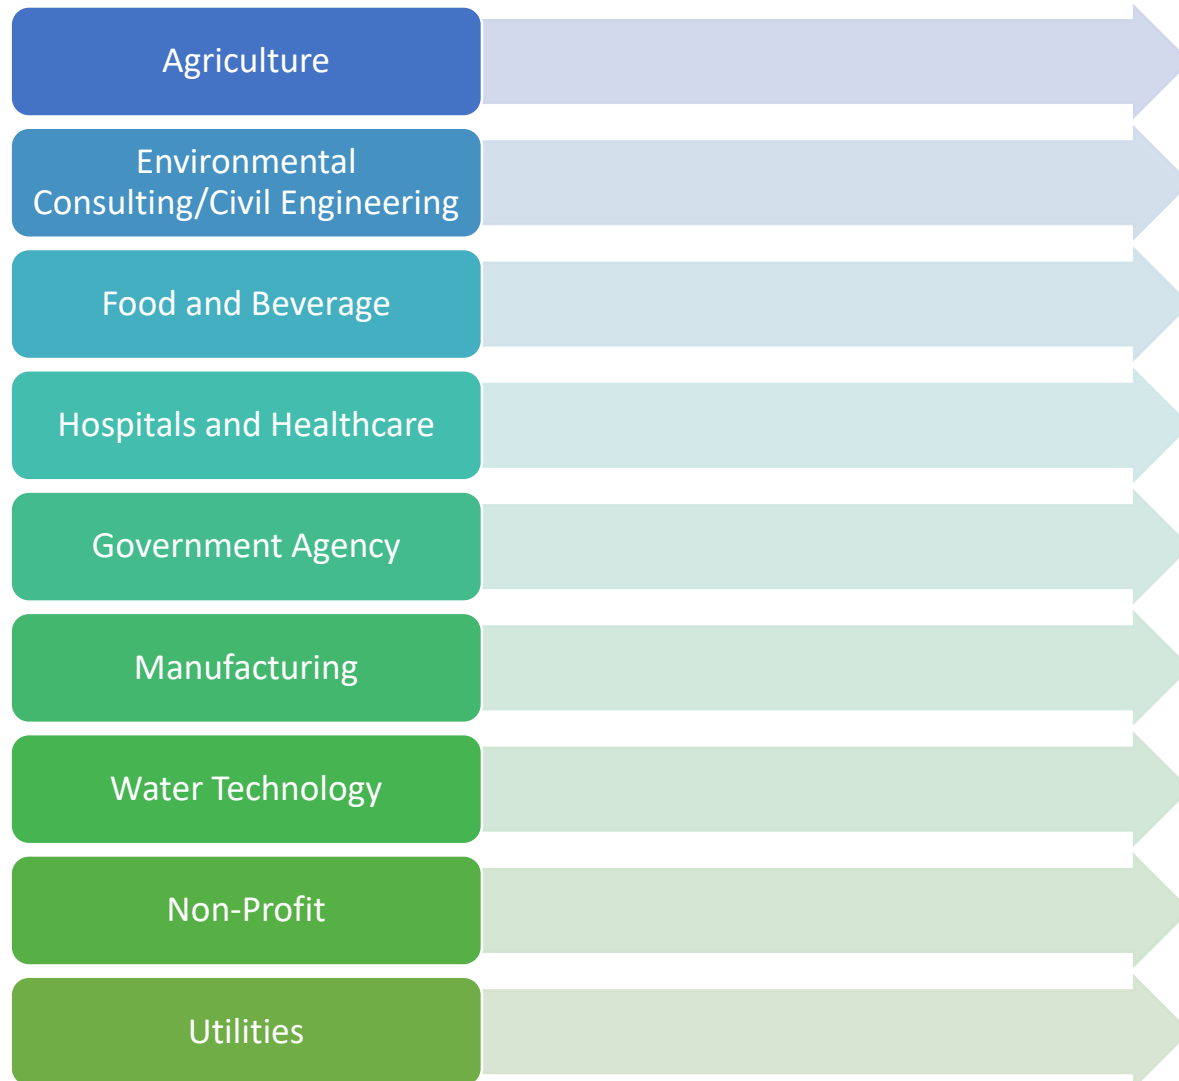 Agriculture
Environmental
Consulting/Civil Engineering
Food and Beverage
Hospitals and Healthcare
Government Agency
Manufacturing
Water Technology
Non-Profit
Utilities